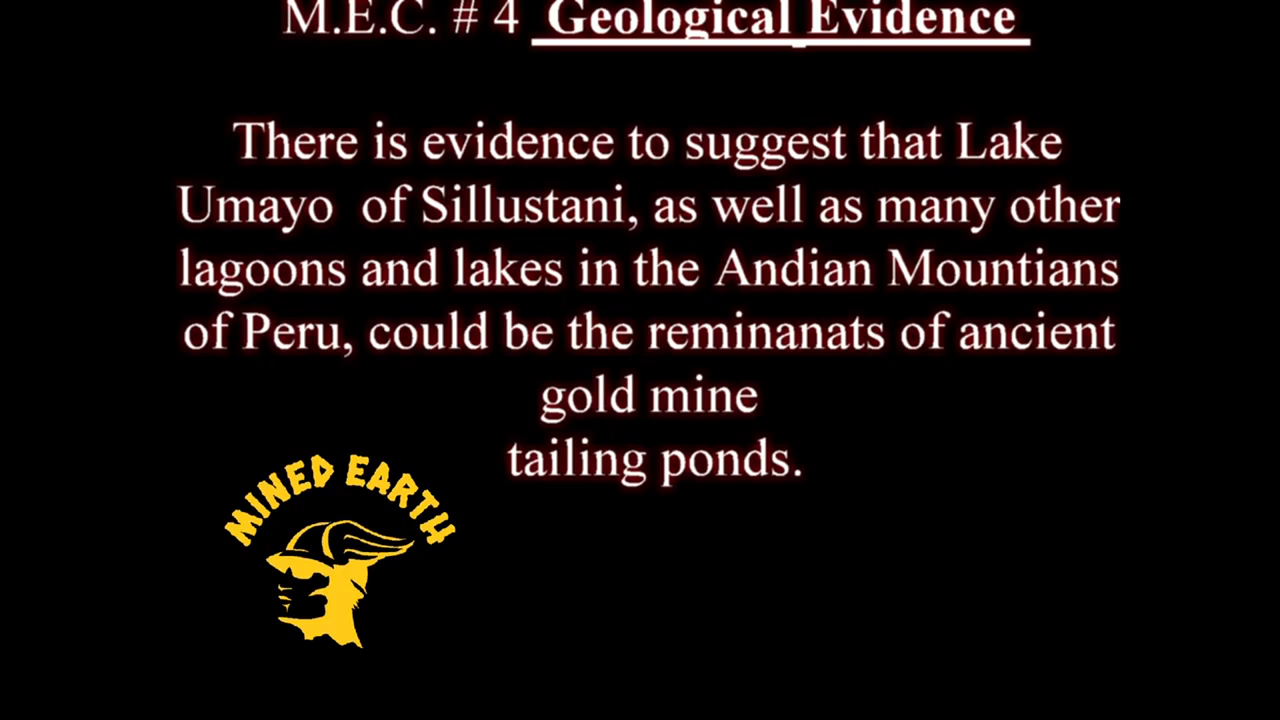 M.E.C. # 4 Geological Evidence
There is evidence to suggest that Lake
Umayo of Sillustani, as well as many other
lagoons and lakes in the Andian Mountians
of Peru, could be the reminanats of ancient
gold mine
tailing ponds.
MINED EARTH